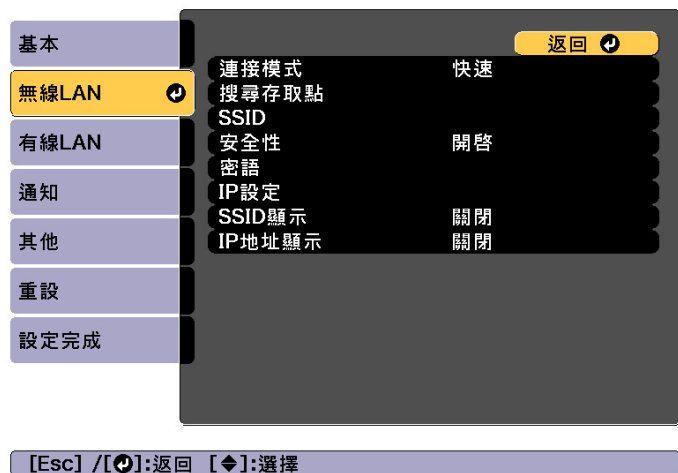 基本
無線LAN
有線LAN
通知
其他
重設
設定完成
返回
連接模式 快速
搜尋存取點
SSID
安全性 開啓
密語
IP設定
SSID顯示 關閉
IP地址顯示 關閉
[Esc] /[⏎]:返回 [◆]:選擇